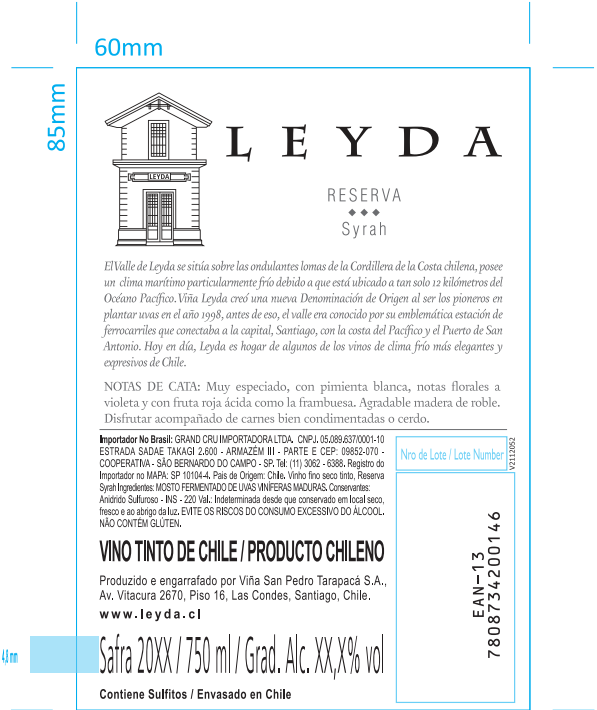 60mm
85mm
LEYDA
LEYDA
RESERVA
Syrah
El Valle de Leyda se sitúa sobre las ondulantes lomas de la Cordillera de la Costa chilena, posee
un clima marítimo particularmente frío debido a que está ubicado a tan solo 12 kilómetros del
Océano Pacífico. Viña Leyda creó una nueva Denominación de Origen al ser los pioneros en
plantar uvas en el año 1998, antes de eso, el valle era conocido por su emblemática estación de
ferrocarriles que conectaba a la capital, Santiago, con la costa del Pacífico y el Puerto de San
Antonio. Hoy en día, Leyda es hogar de algunos de los vinos de clima frío más elegantes y
expresivos de Chile.
NOTAS DE CATA: Muy especiado, con pimienta blanca, notas florales a
violeta y con fruta roja ácida como la frambuesa. Agradable madera de roble.
Disfrutar acompañado de carnes bien condimentadas o cerdo.
Importador No Brasil: GRAND CRU IMPORTADORA LTDA. CNPJ. 05.089.637/0001-10
ESTRADA SADAE TAKAGI 2.600 - ARMAZÉM III - PARTE E CEP: 09852-070 -
COOPERATIVA - SÃO BERNARDO DO CAMPO - SP. Tel: (11) 3062 - 6388. Registro do
Importador no MAPA: SP 10104-4. Pais de Origem: Chile. Vinho fino seco tinto, Reserva
Syrah Ingredientes: MOSTO FERMENTADO DE UVAS VINÍFERAS MADURAS. Conservantes:
Anidrido Sulfuroso - INS - 220 Val.: Indeterminada desde que conservado em local seco,
fresco e ao abrigo da luz. EVITE OS RISCOS DO CONSUMO EXCESSIVO DO ÁLCOOL.
NÃO CONTÉM GLÚTEN.
Nro de Lote / Lote Number
V2112052
VINO TINTO DE CHILE / PRODUCTO CHILENO
Produzido e engarrafado por Viña San Pedro Tarapacá S.A.,
Av. Vitacura 2670, Piso 16, Las Condes, Santiago, Chile.
www.leyda.cl
EAN-13
7808734200146
4,8 mm
Safra 20XX / 750 ml / Grad. Alc. XX,X% vol
Contiene Sulfitos / Envasado en Chile